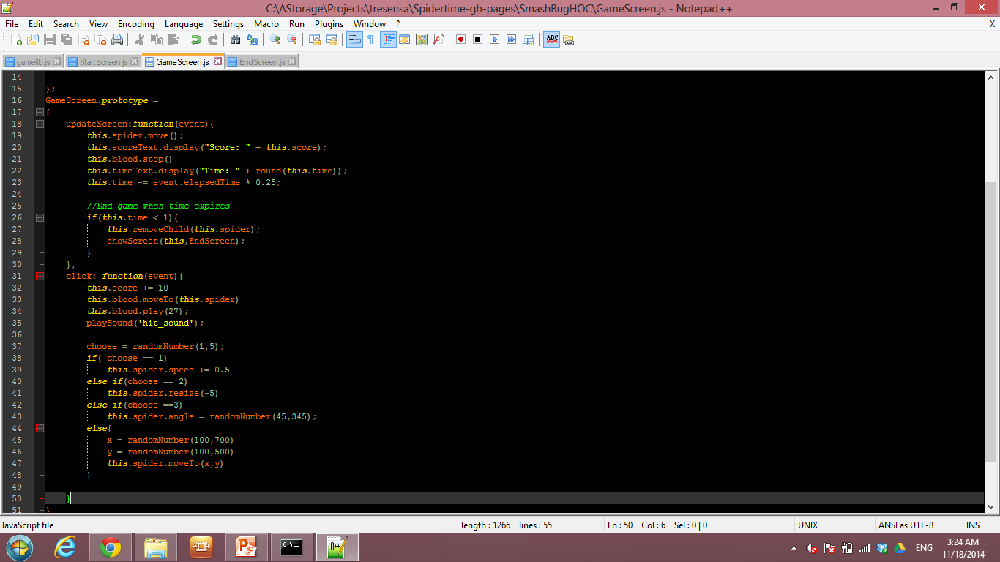 C:\AStorage\Projects\tresensa\Spidertime-gh-pages\SmashBugHOC\GameScreen.js - Notepad++
File Edit Search View Encoding Language Settings Macro Run Plugins Window ? X
gamelib.js StartScreen.js GameScreen.js EndScreen.js
14
15 };
16 GameScreen.prototype =
17 {
18 updateScreen:function(event){
19 this.spider.move();
20 this.scoreText.display("Score: " + this.score);
21 this.blood.stop()
22 this.timeText.display("Time: " + round(this.time));
23 this.time -= event.elapsedTime * 0.25;
24
25 //End game when time expires
26 if(this.time < 1){
27 this.removeChild(this.spider);
28 showScreen(this,EndScreen);
29 }
30 },
31 click: function(event){
32 this.score += 10
33 this.blood.moveTo(this.spider)
34 this.blood.play(27);
35 playSound('hit_sound');
36
37 choose = randomNumber(1,5);
38 if( choose == 1)
39 this.spider.speed += 0.5
40 else if(choose == 2)
41 this.spider.resize(-5)
42 else if(choose ==3)
43 this.spider.angle = randomNumber(45,345);
44 else{
45 x = randomNumber(100,700)
46 y = randomNumber(100,500)
47 this.spider.moveTo(x,y)
48 }
49
50 }
51 }
JavaScript file length : 1266 lines : 55 Ln : 50 Col : 6 Sel : 0 | 0 UNIX ANSI as UTF-8 INS
ENG 3:24 AM
11/18/2014